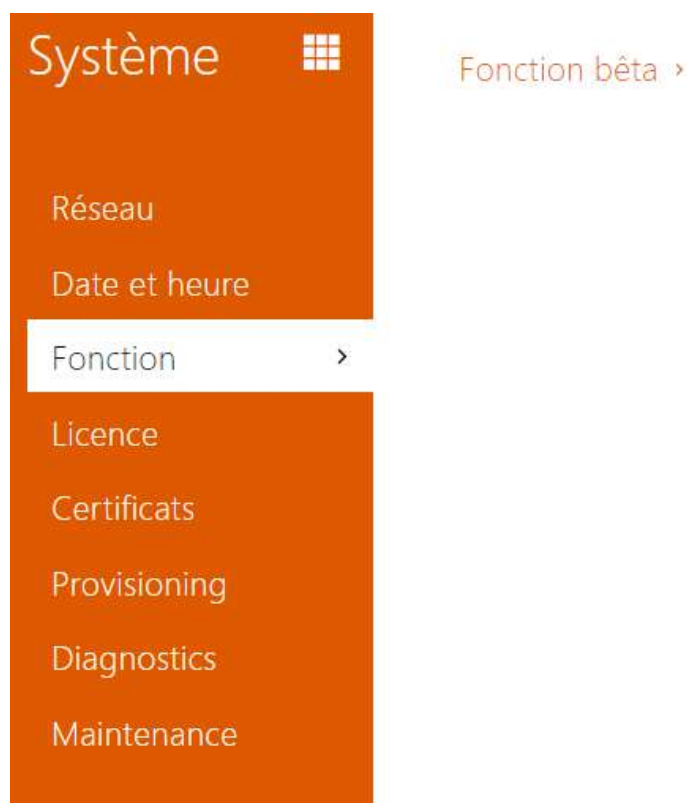 Système
Fonction bêta ›
Réseau
Date et heure
Fonction ›
Licence
Certificats
Provisioning
Diagnostics
Maintenance